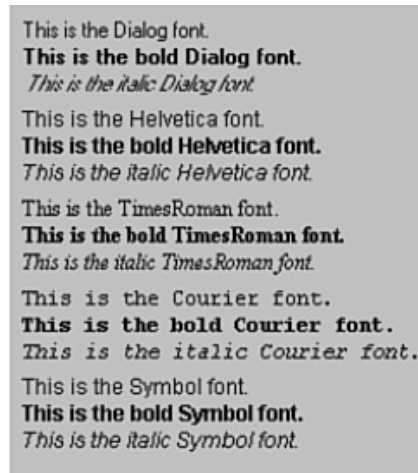 This is the Dialog font.
This is the bold Dialog font.
This is the italic Dialog font.
This is the Helvetica font.
This is the bold Helvetica font.
This is the italic Helvetica font.
This is the TimesRoman font.
This is the bold TimesRoman font.
This is the italic TimesRoman font.
This is the Courier font.
This is the bold Courier font.
This is the italic Courier font.
This is the Symbol font.
This is the bold Symbol font.
This is the italic Symbol font.